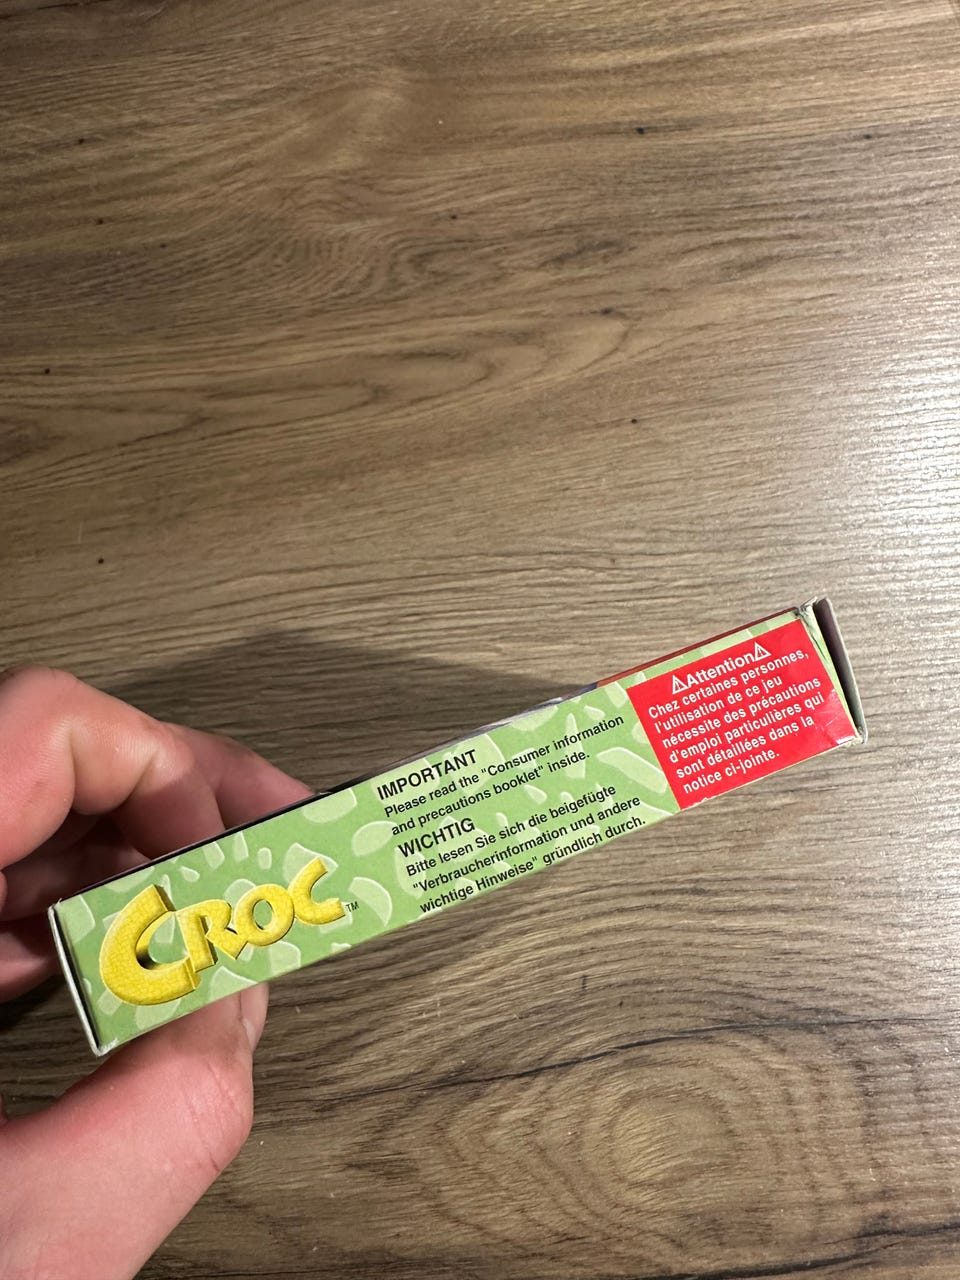 CROC™
IMPORTANT
Please read the "Consumer information
and precautions booklet" inside.
WICHTIG
Bitte lesen Sie sich die beigefügte
"Verbraucherinformation und andere
wichtige Hinweise" gründlich durch.
⚠Attention⚠
Chez certaines personnes,
l'utilisation de ce jeu
nécessite des précautions
d'emploi particulières qui
sont détaillées dans la
notice ci-jointe.